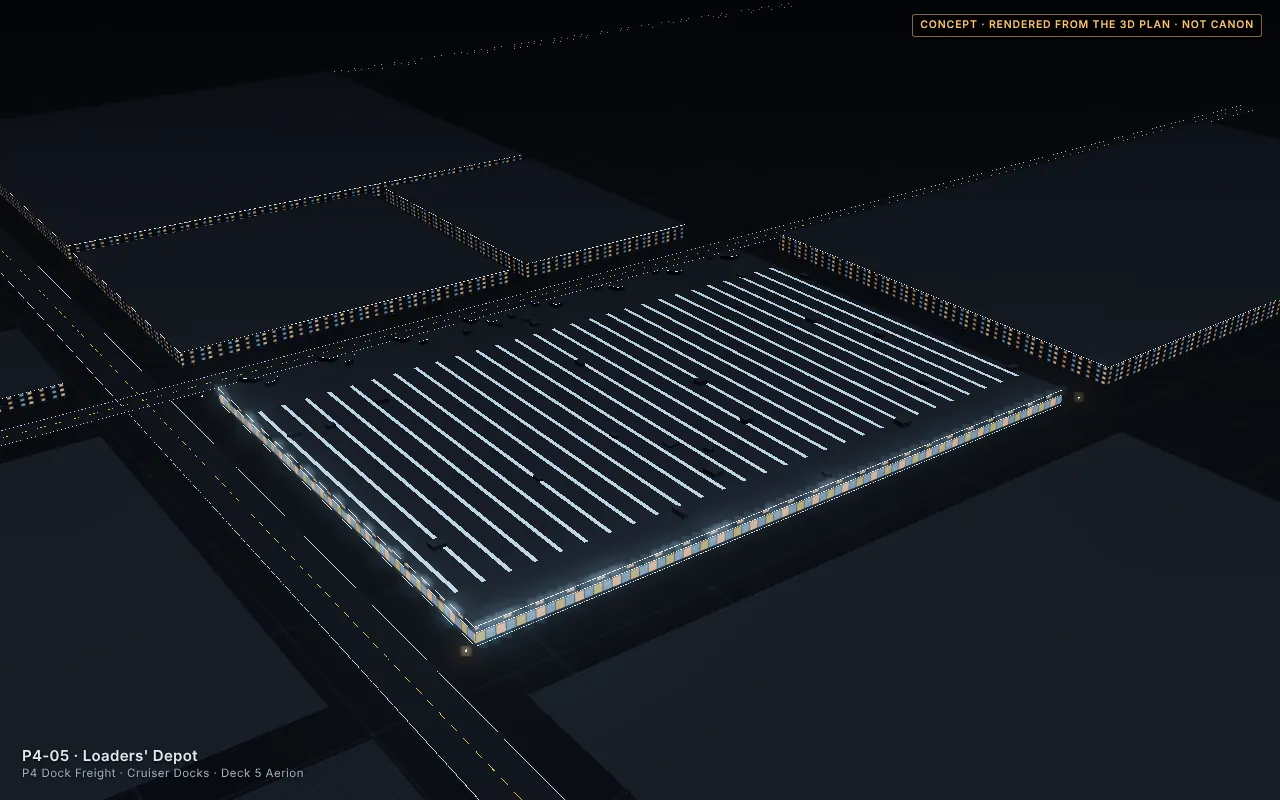 CONCEPT · RENDERED FROM THE 3D PLAN · NOT CANON
P4-05 · Loaders' Depot
P4 Dock Freight · Cruiser Docks · Deck 5 Aerion